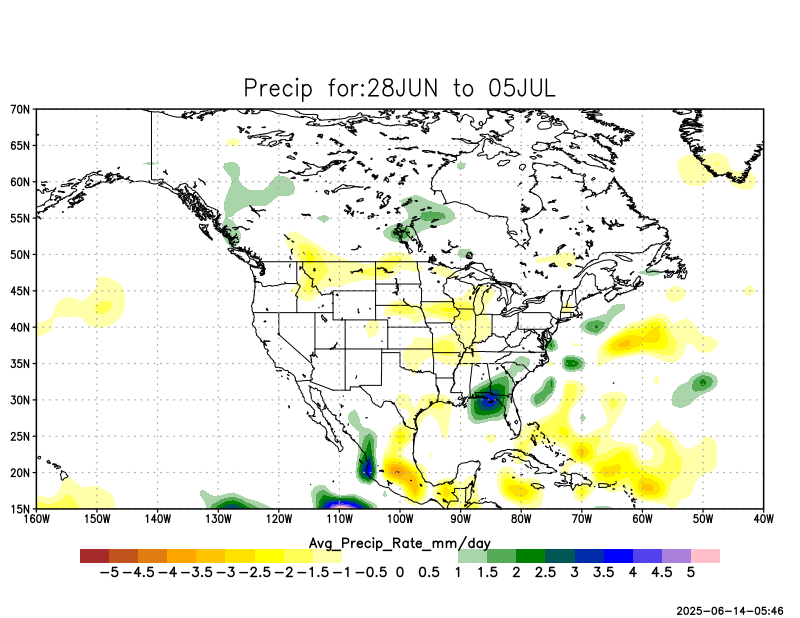 Precip for:28JUN to 05JUL
70N
65N
60N
55N
50N
45N
40N
35N
30N
25N
20N
15N
160W 150W 140W 130W 120W 110W 100W 90W 80W 70W 60W 50W 40W
Avg_Precip_Rate_mm/day
-5 -4.5 -4 -3.5 -3 -2.5 -2 -1.5 -1 -0.5 0 0.5 1 1.5 2 2.5 3 3.5 4 4.5 5
2025-06-14-05:46